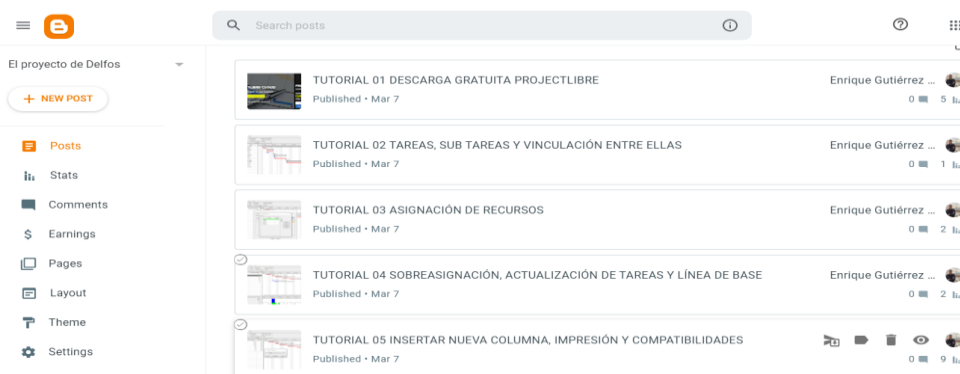 Search posts
El proyecto de Delfos
NEW POST
Posts
Stats
Comments
Earnings
Pages
Layout
Theme
Settings
TUTORIAL 01 DESCARGA GRATUITA PROJECTLIBRE
Enrique Gutiérrez ...
Published • Mar 7
0 5
TUTORIAL 02 TAREAS, SUB TAREAS Y VINCULACIÓN ENTRE ELLAS
Enrique Gutiérrez ...
Published • Mar 7
0 1
TUTORIAL 03 ASIGNACIÓN DE RECURSOS
Enrique Gutiérrez ...
Published • Mar 7
0 2
TUTORIAL 04 SOBREASIGNACIÓN, ACTUALIZACIÓN DE TAREAS Y LÍNEA DE BASE
Enrique Gutiérrez ...
Published • Mar 7
0 2
TUTORIAL 05 INSERTAR NUEVA COLUMNA, IMPRESIÓN Y COMPATIBILIDADES
Published • Mar 7
0 9